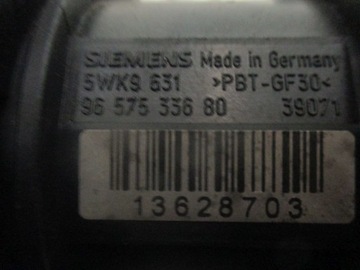 SIEMENS Made in Germany
5WK9 631 >PBT-GF30<
96 575 336 80 39071
13628703